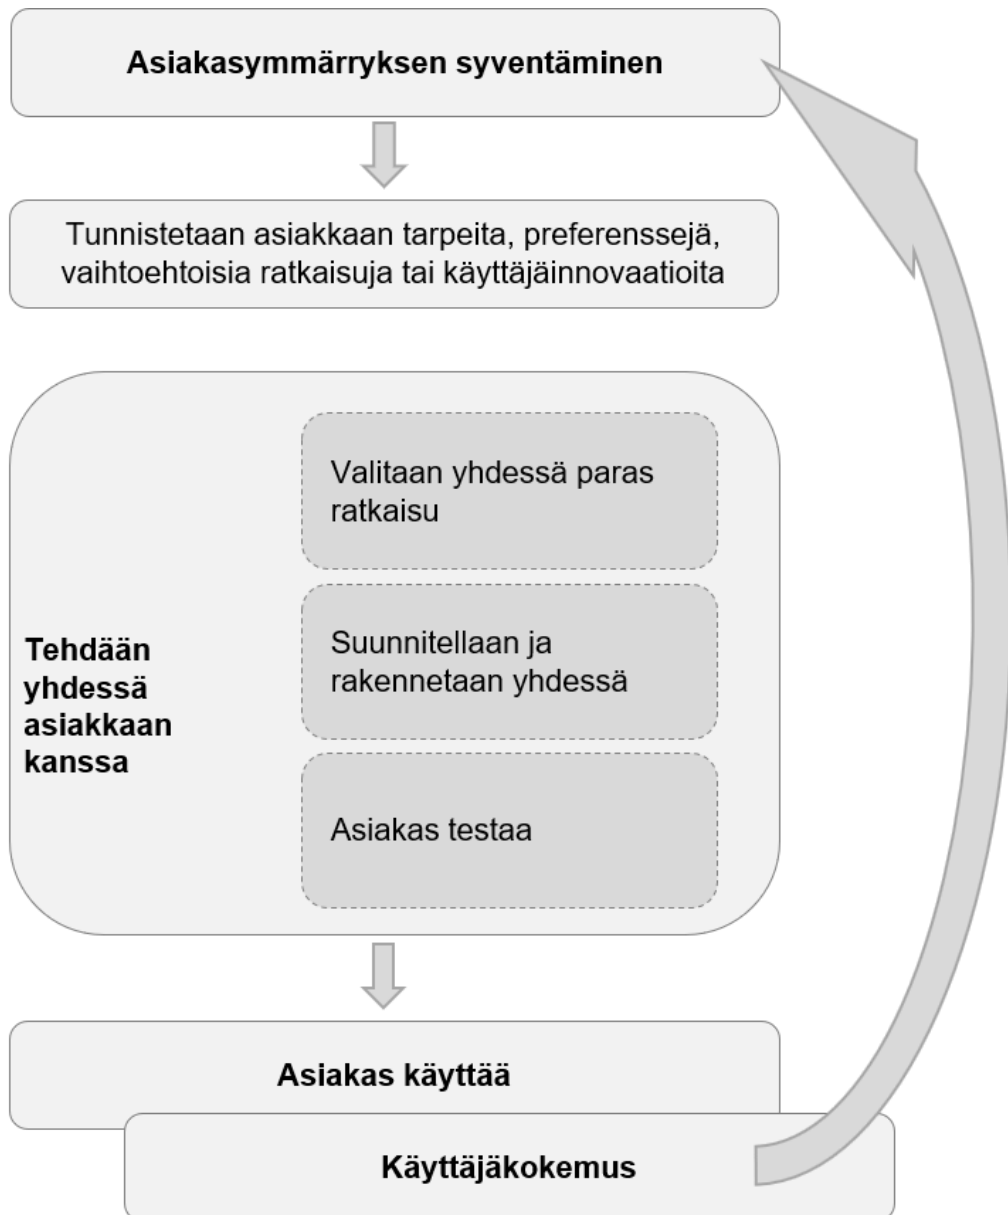 Asiakasymmärryksen syventäminen
Tunnistetaan asiakkaan tarpeita, preferenssejä,
vaihtoehtoisia ratkaisuja tai käyttäjäinnovaatioita
Tehdään
yhdessä
asiakkaan
kanssa
Valitaan yhdessä paras
ratkaisu
Suunnitellaan ja
rakennetaan yhdessä
Asiakas testaa
Asiakas käyttää
Käyttäjäkokemus